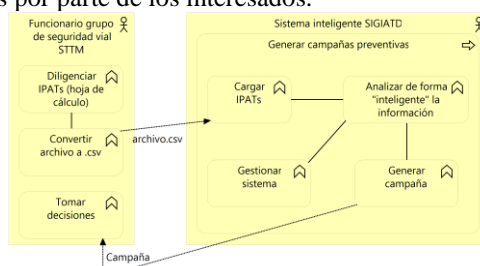 s por parte de los interesados.
Funcionario grupo
de seguridad vial
STTM
Diligenciar
IPATs (hoja de
cálculo)
Convertir
archivo a .csv
Tomar
decisiones
archivo.csv
Campaña
Sistema inteligente SIGIATD
Generar campañas preventivas
Cargar
IPATs
Analizar de forma
"inteligente" la
información
Gestionar
sistema
Generar
campaña